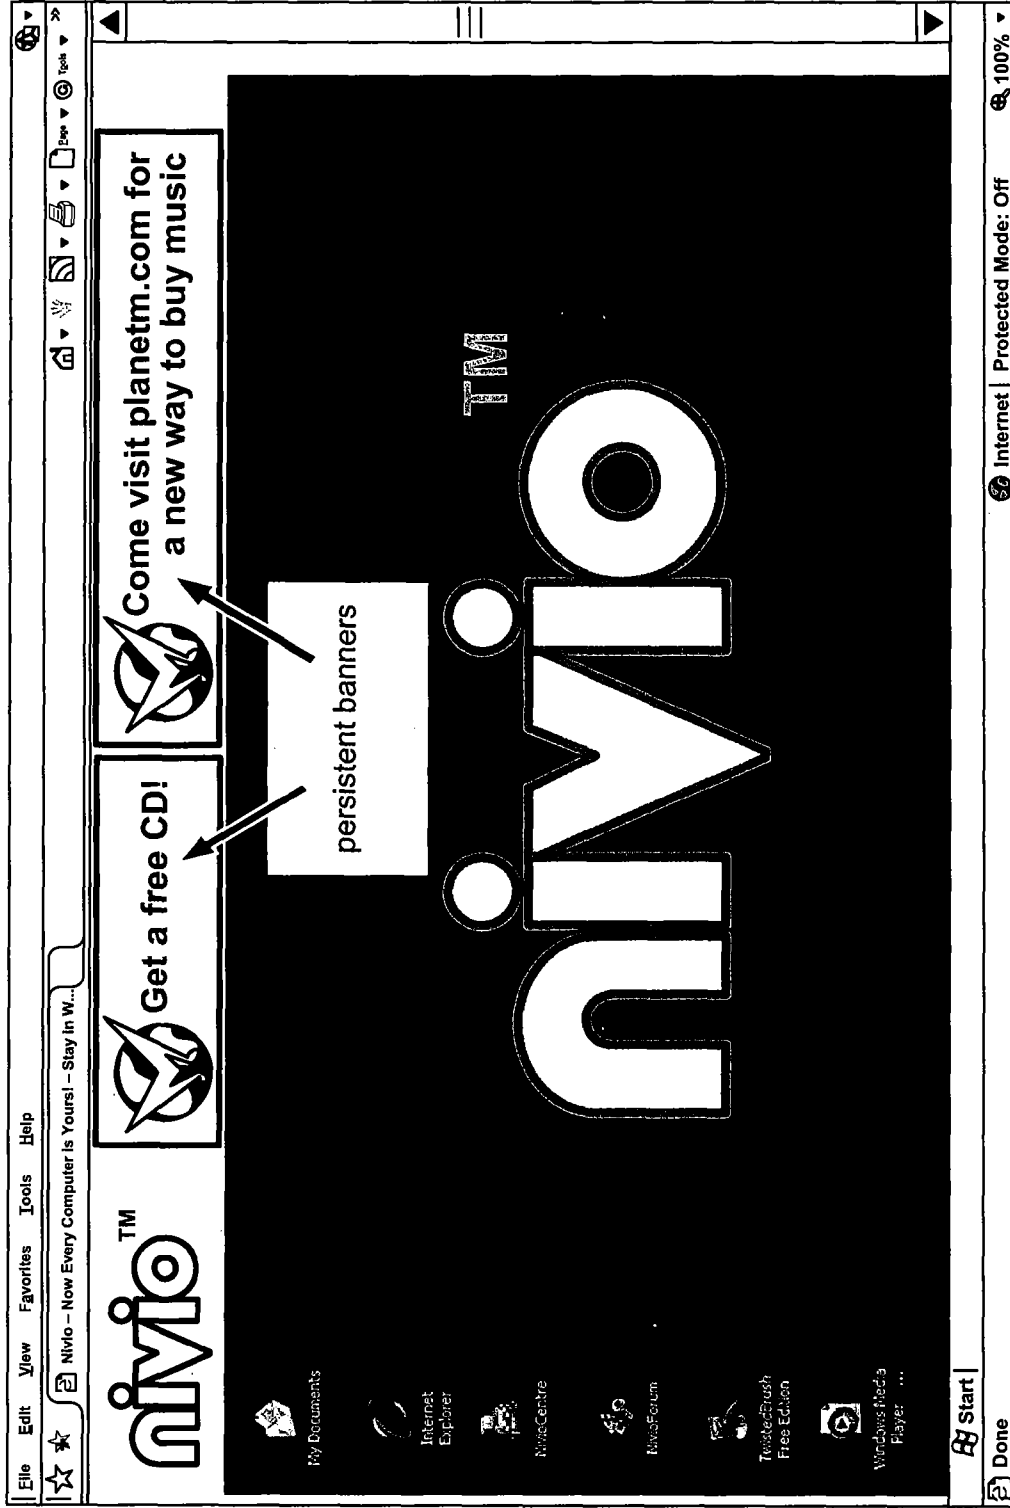 File Edit View Favorites Tools Help
Nivio – Now Every Computer Is Yours! – Stay in W...
Page Tools »
nivio TM
Get a free CD!
Come visit planetm.com for
a new way to buy music
persistent banners
My Documents
Internet
Explorer
NivioCentre
NivioForum
TwistedBrush
Free Edition
Windows Media
Player ...
nivio TM
Start
Done
Internet | Protected Mode: Off
100%